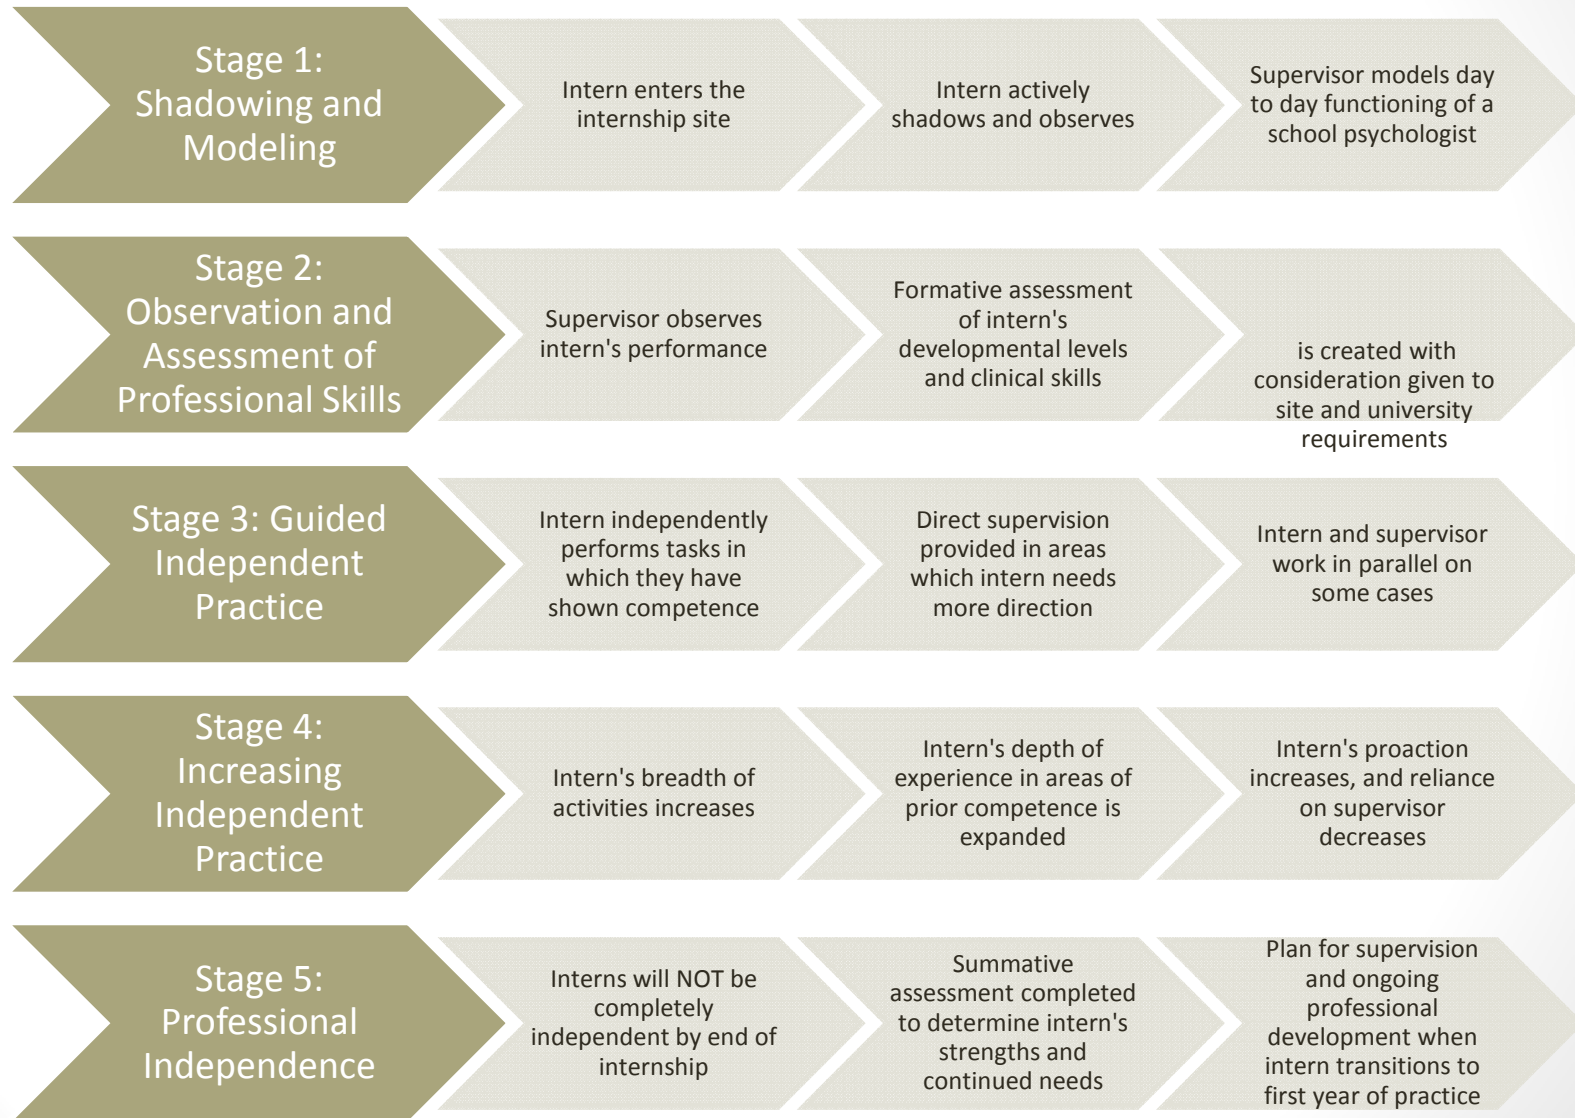 Stage 1:
Shadowing and
Modeling
Intern enters the
internship site
Intern actively
shadows and observes
Supervisor models day
to day functioning of a
school psychologist
Stage 2:
Observation and
Assessment of
Professional Skills
Supervisor observes
intern's performance
Formative assessment
of intern's
developmental levels
and clinical skills
is created with
consideration given to
site and university
requirements
Stage 3: Guided
Independent
Practice
Intern independently
performs tasks in
which they have
shown competence
Direct supervision
provided in areas
which intern needs
more direction
Intern and supervisor
work in parallel on
some cases
Stage 4:
Increasing
Independent
Practice
Intern's breadth of
activities increases
Intern's depth of
experience in areas of
prior competence is
expanded
Intern's proaction
increases, and reliance
on supervisor
decreases
Stage 5:
Professional
Independence
Interns will NOT be
completely
independent by end of
internship
Summative
assessment completed
to determine intern's
strengths and
continued needs
Plan for supervision
and ongoing
professional
development when
intern transitions to
first year of practice